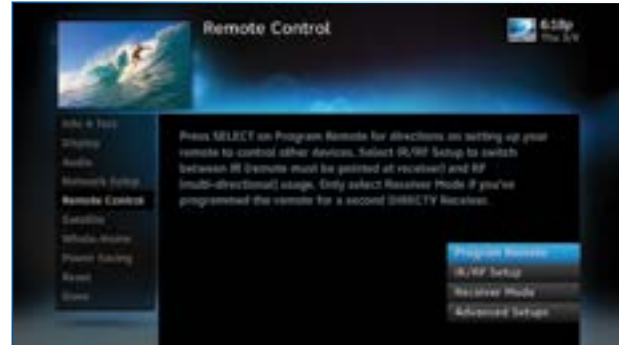 Remote Control
6:18p
Thu
Info & Test
Display
Audio
Network Setup
Remote Control
Satellite
Whole-Home
Power Saving
Reset
Press SELECT on Program Remote for directions on setting up your
remote to control other devices. Select IR/RF Setup to switch
between IR (remote must be pointed at receiver) and RF
(multi-directional) usage. Only select Receiver Mode if you've
programmed the remote for a second DIRECTV Receiver.
Program Remote
IR/RF Setup
Receiver Mode
Advanced Setups